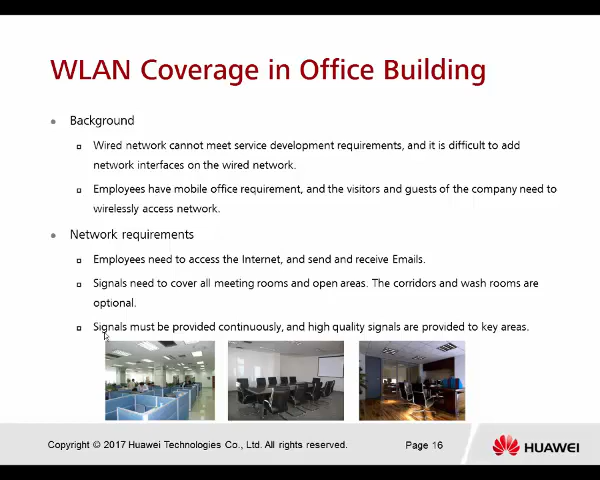 WLAN Coverage in Office Building
Background
Wired network cannot meet service development requirements, and it is difficult to add
network interfaces on the wired network.
Employees have mobile office requirement, and the visitors and guests of the company need to
wirelessly access network.
Network requirements
Employees need to access the Internet, and send and receive Emails.
Signals need to cover all meeting rooms and open areas. The corridors and wash rooms are
optional.
Signals must be provided continuously, and high quality signals are provided to key areas.
Copyright © 2017 Huawei Technologies Co., Ltd. All rights reserved.
Page 16
HUAWEI